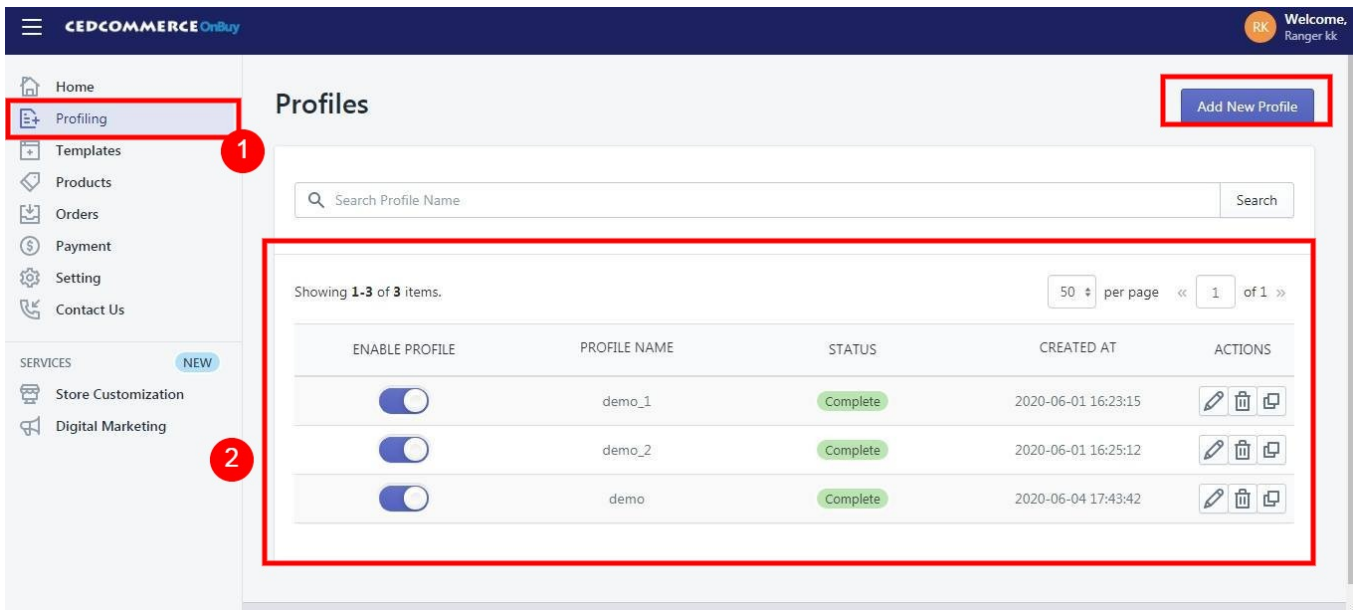 CEDCOMMERCE OnBuy
RK
Welcome,
Ranger kk
Home
Profiling
Templates
Products
Orders
Payment
Setting
Contact Us
SERVICES NEW
Store Customization
Digital Marketing
1
2
Profiles
Add New Profile
Search Profile Name
Search
Showing 1-3 of 3 items.
50 per page « 1 of 1 »
ENABLE PROFILE PROFILE NAME STATUS CREATED AT ACTIONS
demo_1 Complete 2020-06-01 16:23:15
demo_2 Complete 2020-06-01 16:25:12
demo Complete 2020-06-04 17:43:42